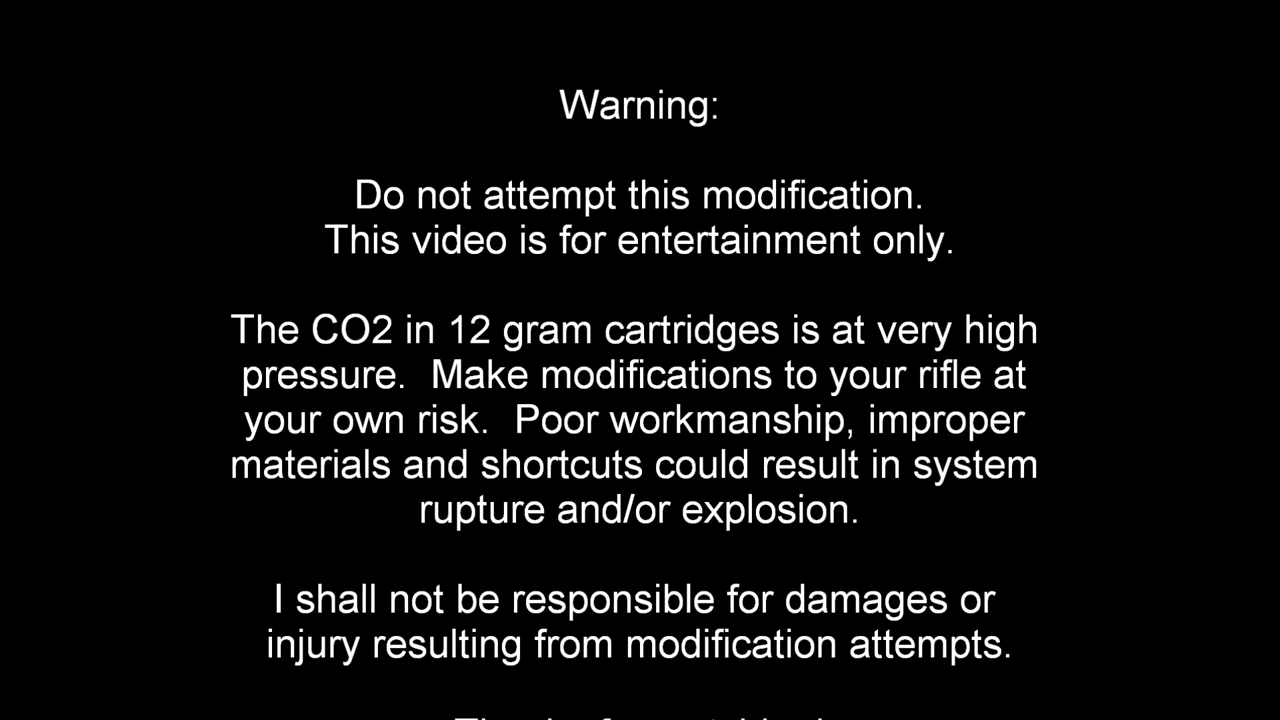 Warning:
Do not attempt this modification.
This video is for entertainment only.
The CO2 in 12 gram cartridges is at very high
pressure.  Make modifications to your rifle at
your own risk.  Poor workmanship, improper
materials and shortcuts could result in system
rupture and/or explosion.
I shall not be responsible for damages or
injury resulting from modification attempts.